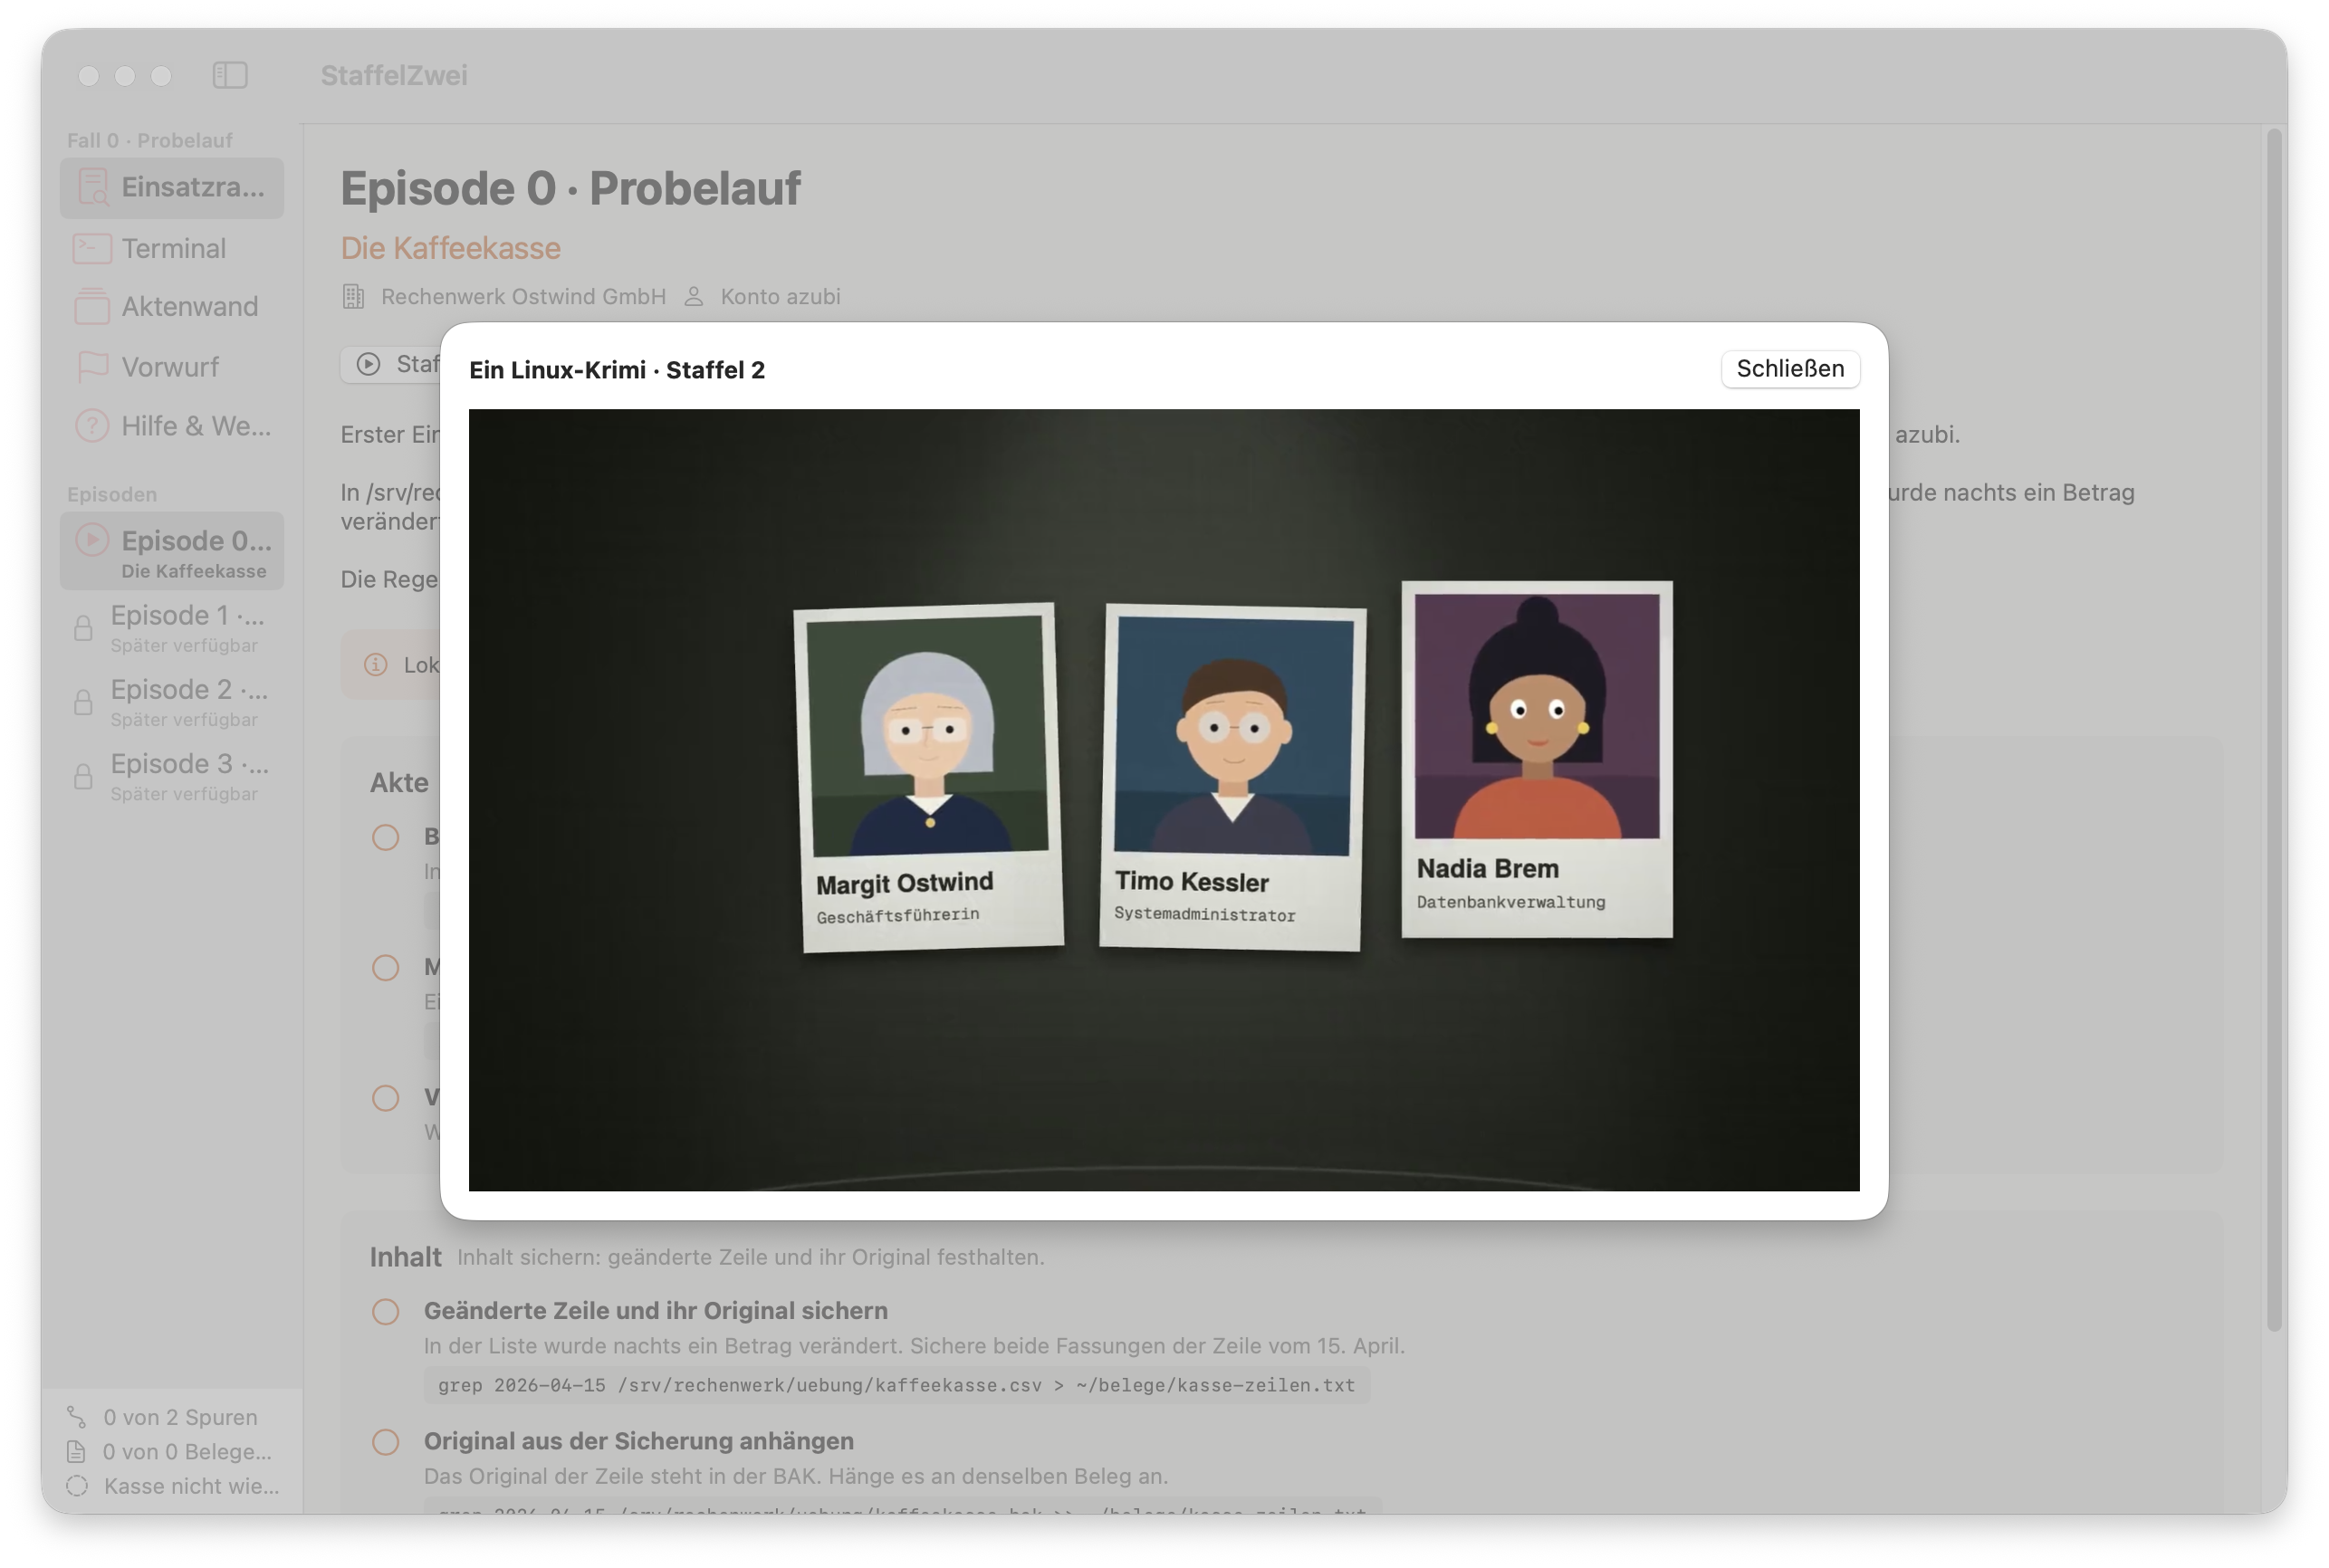 StaffelZwei
Fall 0 · Probelauf
Einsatzra...
Terminal
Aktenwand
Vorwurf
Hilfe & We...
Episoden
Episode 0...
Die Kaffeekasse
Episode 1 ·...
Später verfügbar
Episode 2 ·...
Später verfügbar
Episode 3 ·...
Später verfügbar
0 von 2 Spuren
0 von 0 Belege...
Kasse nicht wie...
Episode 0 · Probelauf
Die Kaffeekasse
Rechenwerk Ostwind GmbH Konto azubi
Erster azubi.
In nachts ein Betrag
Die
Akte
Ein Linux-Krimi · Staffel 2
Schließen
Margit Ostwind
Geschäftsführerin
Timo Kessler
Systemadministrator
Nadia Brem
Datenbankverwaltung
Inhalt Inhalt sichern: geänderte Zeile und ihr Original festhalten.
Geänderte Zeile und ihr Original sichern
In der Liste wurde nachts ein Betrag verändert. Sichere beide Fassungen der Zeile vom 15. April.
grep 2026-04-15 /srv/rechenwerk/uebung/kaffeekasse.csv > ~/belege/kasse-zeilen.txt
Original aus der Sicherung anhängen
Das Original der Zeile steht in der BAK. Hänge es an denselben Beleg an.